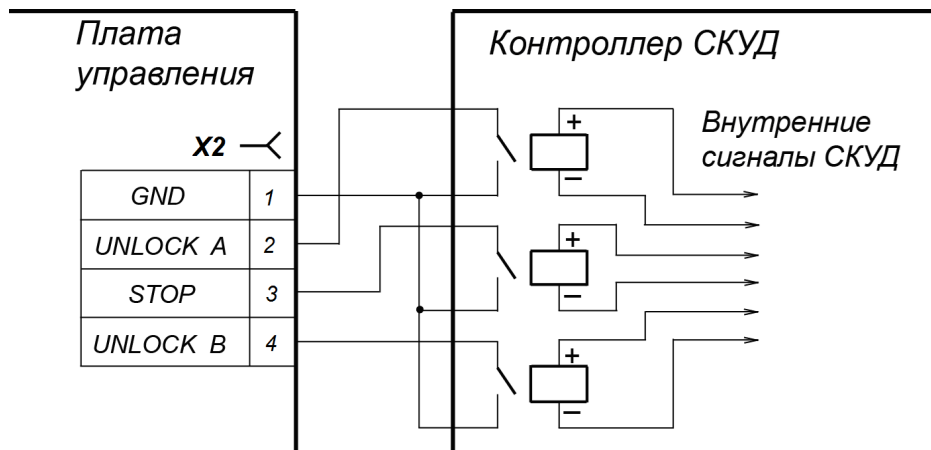 Плата
управления
Контроллер СКУД
X2
Внутренние
сигналы СКУД
GND 1
UNLOCK A 2
STOP 3
UNLOCK B 4
+
−
+
−
+
−